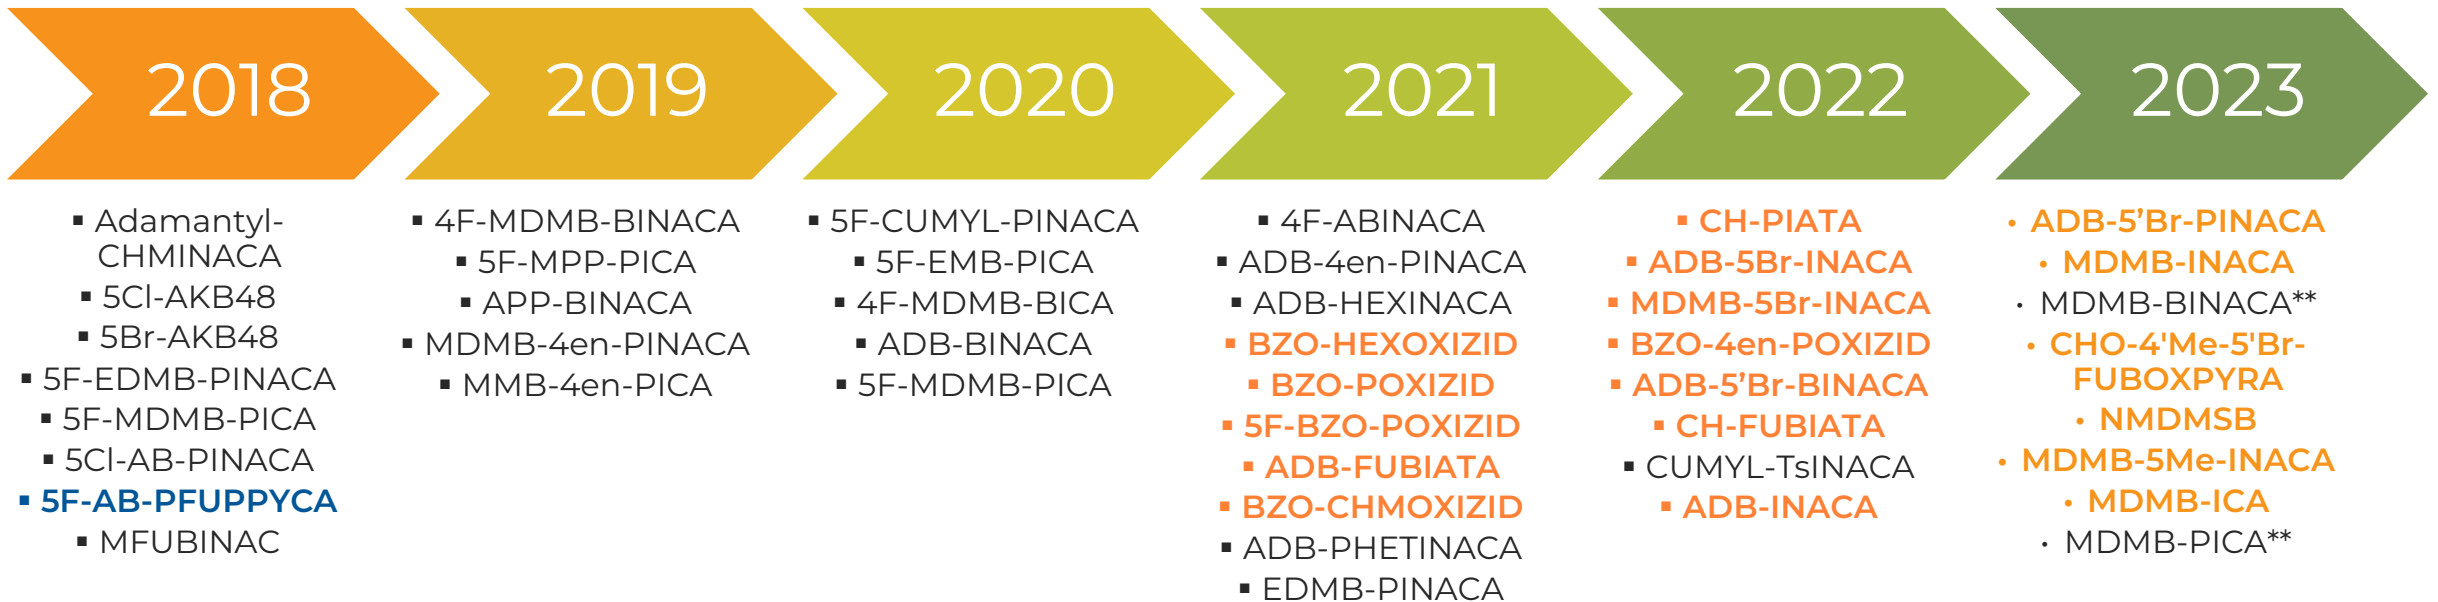 2018
▪ Adamantyl-
CHMINACA
▪ 5Cl-AKB48
▪ 5Br-AKB48
▪ 5F-EDMB-PINACA
▪ 5F-MDMB-PICA
▪ 5Cl-AB-PINACA
▪ 5F-AB-PFUPPYCA
▪ MFUBINAC
2019
▪ 4F-MDMB-BINACA
▪ 5F-MPP-PICA
▪ APP-BINACA
▪ MDMB-4en-PINACA
▪ MMB-4en-PICA
2020
▪ 5F-CUMYL-PINACA
▪ 5F-EMB-PICA
▪ 4F-MDMB-BICA
▪ ADB-BINACA
▪ 5F-MDMB-PICA
2021
▪ 4F-ABINACA
▪ ADB-4en-PINACA
▪ ADB-HEXINACA
▪ BZO-HEXOXIZID
▪ BZO-POXIZID
▪ 5F-BZO-POXIZID
▪ ADB-FUBIATA
▪ BZO-CHMOXIZID
▪ ADB-PHETINACA
▪ EDMB-PINACA
2022
▪ CH-PIATA
▪ ADB-5Br-INACA
▪ MDMB-5Br-INACA
▪ BZO-4en-POXIZID
▪ ADB-5’Br-BINACA
▪ CH-FUBIATA
▪ CUMYL-TsINACA
▪ ADB-INACA
2023
• ADB-5’Br-PINACA
• MDMB-INACA
• MDMB-BINACA**
• CHO-4'Me-5'Br-
FUBOXPYRA
• NMDMSB
• MDMB-5Me-INACA
• MDMB-ICA
• MDMB-PICA**